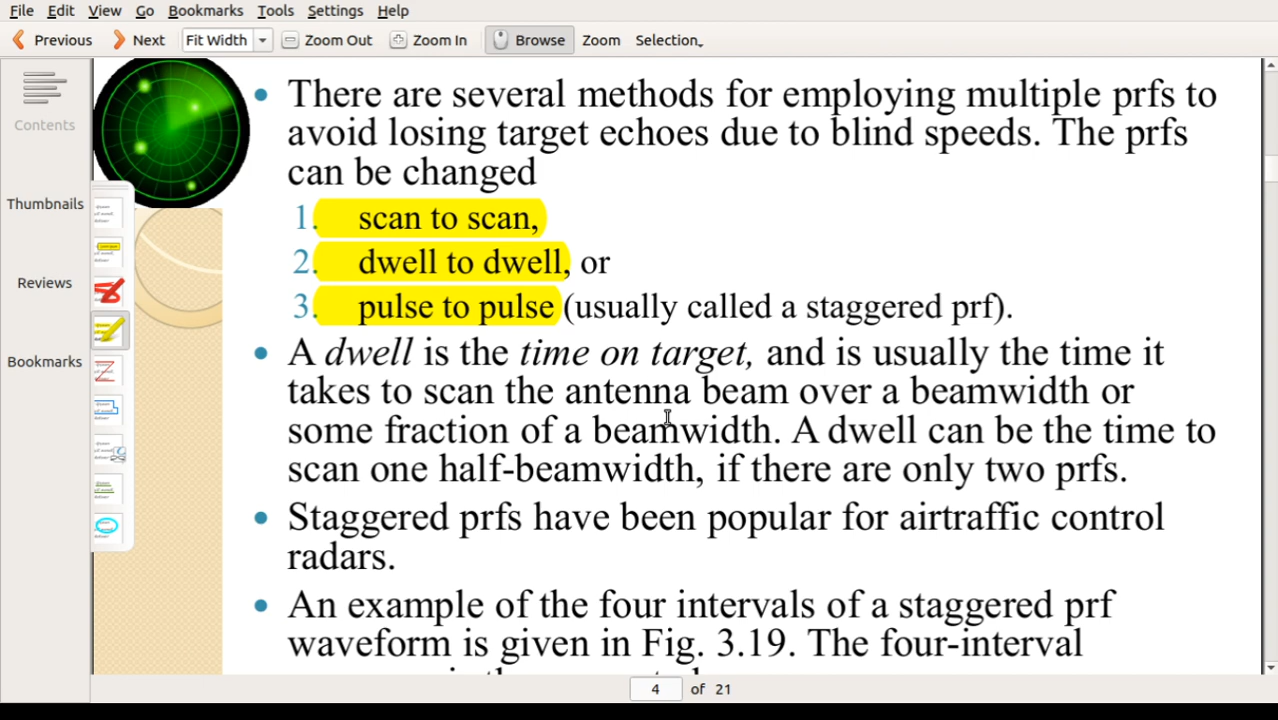 File Edit View Go Bookmarks Tools Settings Help
Previous Next Fit Width Zoom Out Zoom In Browse Zoom Selection
Contents
Thumbnails
Reviews
Bookmarks
• There are several methods for employing multiple prfs to
avoid losing target echoes due to blind speeds. The prfs
can be changed
1. scan to scan,
2. dwell to dwell, or
3. pulse to pulse (usually called a staggered prf).
• A dwell is the time on target, and is usually the time it
takes to scan the antenna beam over a beamwidth or
some fraction of a beamwidth. A dwell can be the time to
scan one half-beamwidth, if there are only two prfs.
• Staggered prfs have been popular for airtraffic control
radars.
• An example of the four intervals of a staggered prf
waveform is given in Fig. 3.19. The four-interval
4 of 21